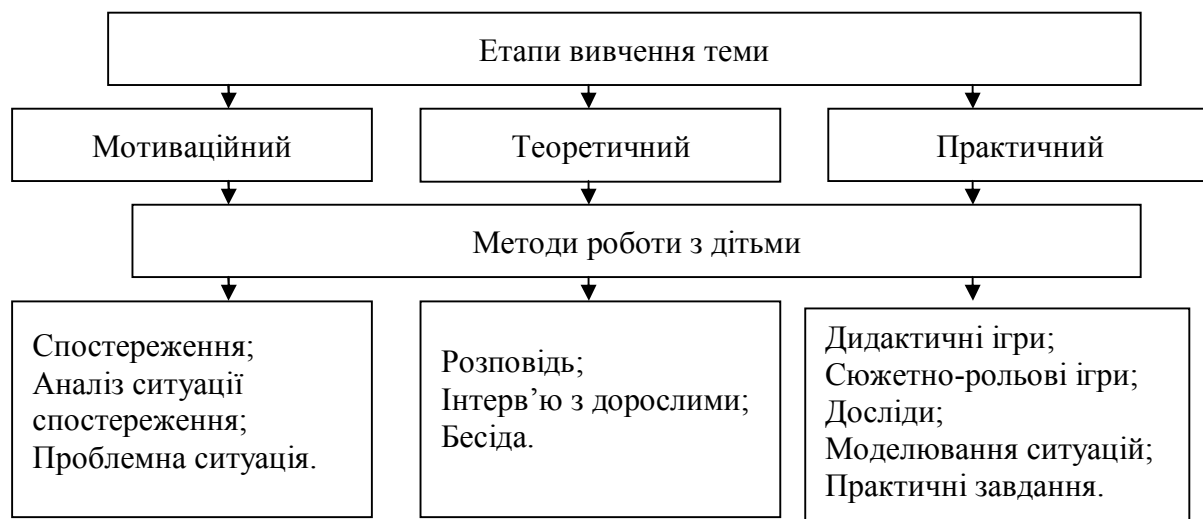 Етапи вивчення теми
Мотиваційний
Теоретичний
Практичний
Методи роботи з дітьми
Спостереження;
Аналіз ситуації
спостереження;
Проблемна ситуація.
Розповідь;
Інтерв’ю з дорослими;
Бесіда.
Дидактичні ігри;
Сюжетно-рольові ігри;
Досліди;
Моделювання ситуацій;
Практичні завдання.